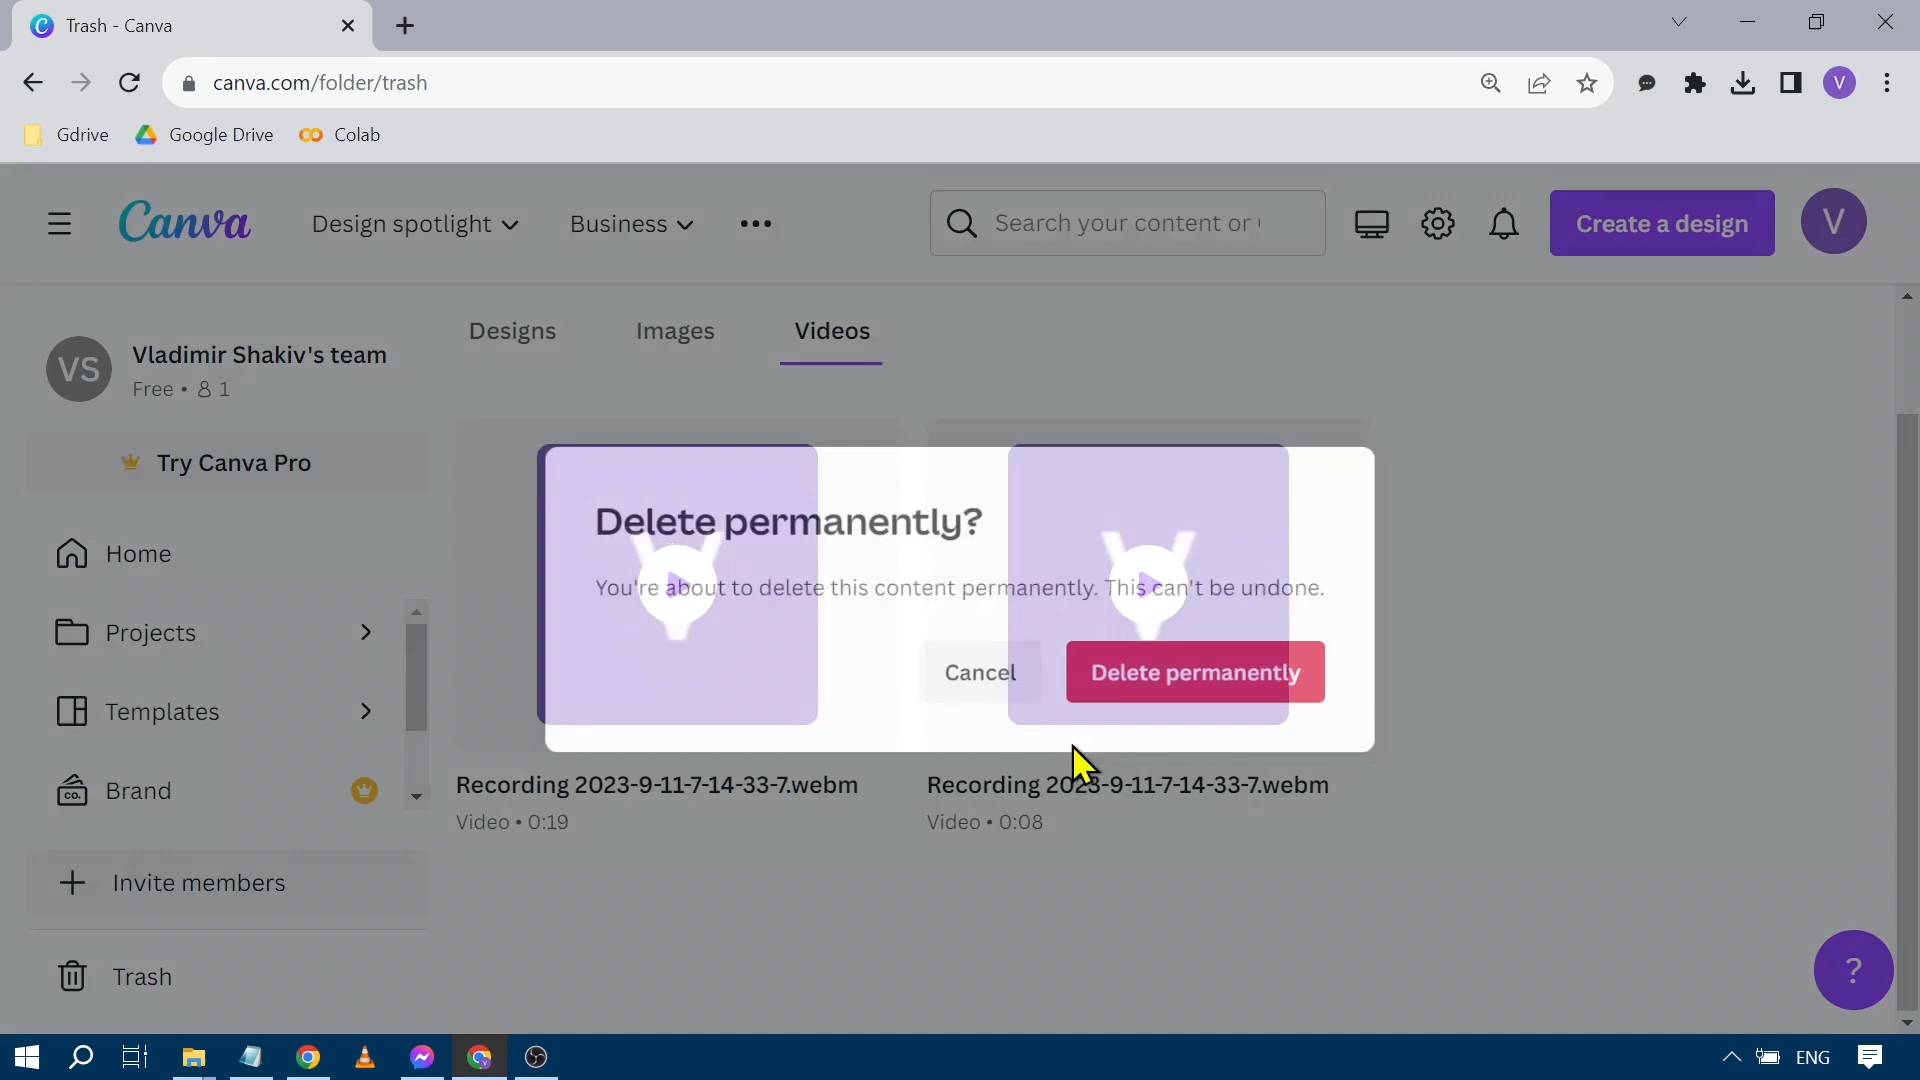 Trash - Canva
canva.com/folder/trash
V
Gdrive
Google Drive
Colab
Canva
Design spotlight
Business
Search your content or
Create a design
V
VS
Vladimir Shakiv's team
Free • 1
Designs
Images
Videos
Try Canva Pro
Home
Projects
Templates
CO.
Brand
Invite members
Trash
Delete permanently?
You're about to delete this content permanently. This can't be undone.
Cancel
Delete permanently
Recording 2023-9-11-7-14-33-7.webm
Video • 0:19
Recording 2023-9-11-7-14-33-7.webm
Video • 0:08
?
ENG